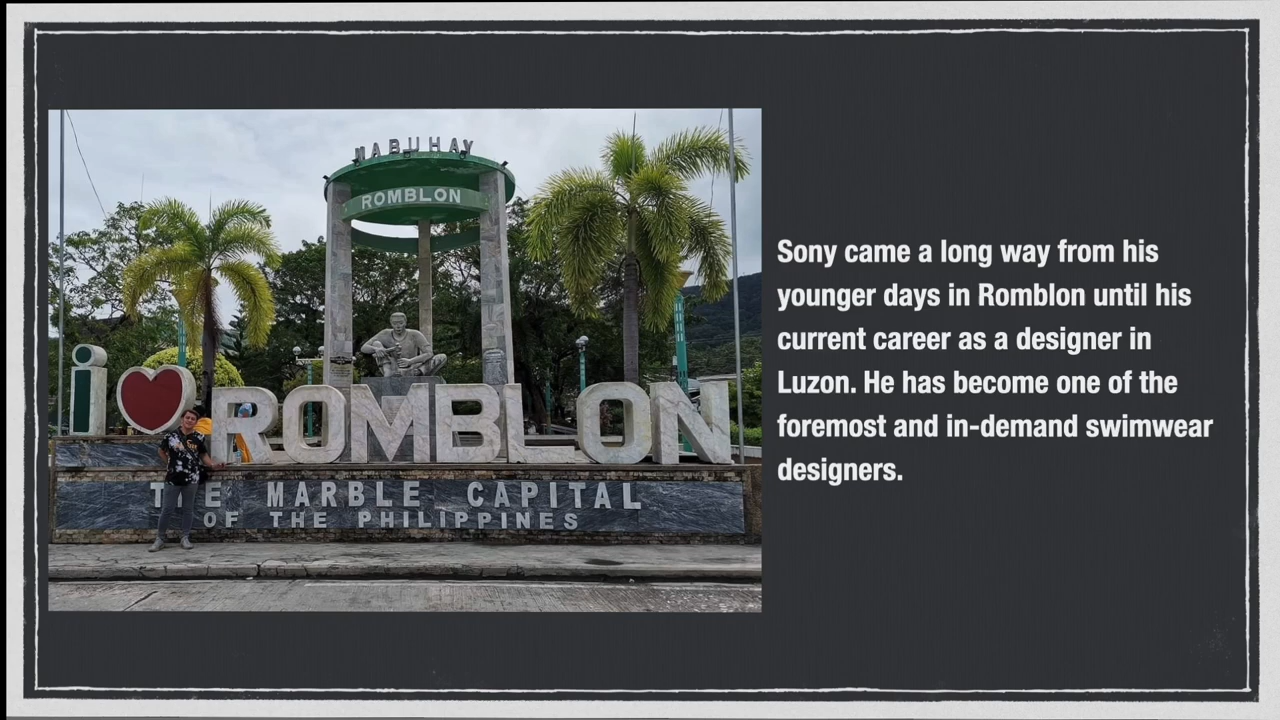 MABUHAY
ROMBLON
i ROMBLON
THE MARBLE CAPITAL
OF THE PHILIPPINES
Sony came a long way from his
younger days in Romblon until his
current career as a designer in
Luzon. He has become one of the
foremost and in-demand swimwear
designers.